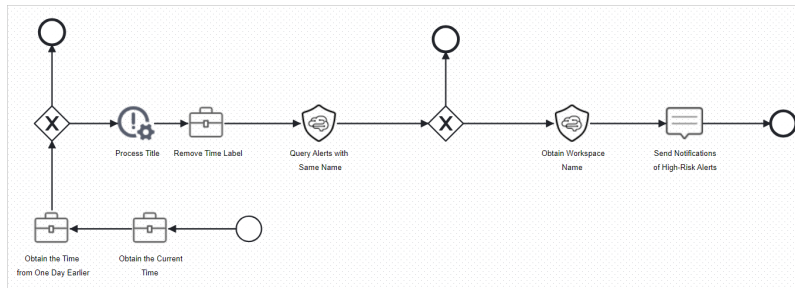 Process Title
Remove Time Label
Query Alerts with
Same Name
Obtain Workspace
Name
Send Notifications
of High-Risk Alerts
Obtain the Time
from One Day Earlier
Obtain the Current
Time